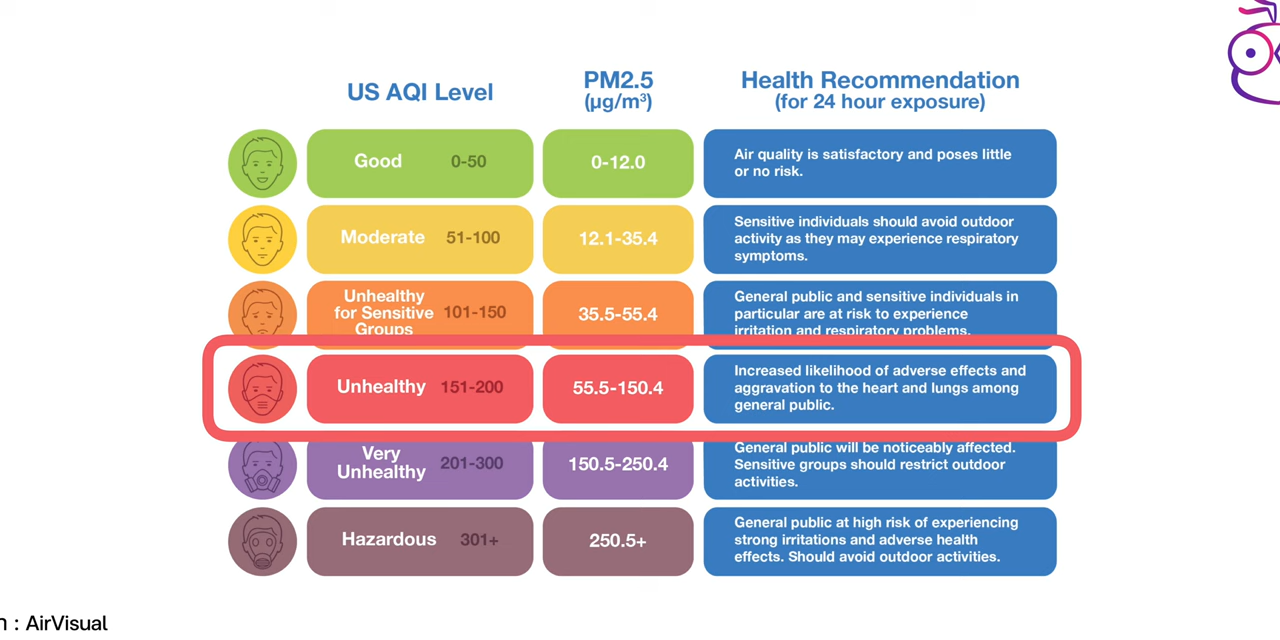 US AQI Level
PM2.5
(µg/m³)
Health Recommendation
(for 24 hour exposure)
Good 0-50
0-12.0
Air quality is satisfactory and poses little
or no risk.
Moderate 51-100
12.1-35.4
Sensitive individuals should avoid outdoor
activity as they may experience respiratory
symptoms.
Unhealthy
for Sensitive
Groups
101-150
35.5-55.4
General public and sensitive individuals in
particular are at risk to experience
irritation and respiratory problems.
Unhealthy 151-200
55.5-150.4
Increased likelihood of adverse effects and
aggravation to the heart and lungs among
general public.
Very
Unhealthy
201-300
150.5-250.4
General public will be noticeably affected.
Sensitive groups should restrict outdoor
activities.
Hazardous 301+
250.5+
General public at high risk of experiencing
strong irritations and adverse health
effects. Should avoid outdoor activities.
: AirVisual